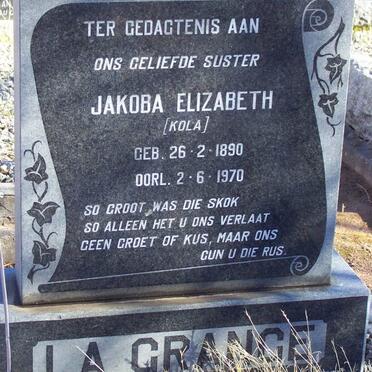 TER GEDAGTENIS AAN
ONS GELIEFDE SUSTER
JAKOBA ELIZABETH
[KOLA]
GEB. 26-2-1890
OORL. 2-6-1970
SO GROOT WAS DIE SKOK
SO ALLEEN HET U ONS VERLAAT
GEEN GROET OF KUS, MAAR ONS
GUN U DIE RUS.
LA GRANGE